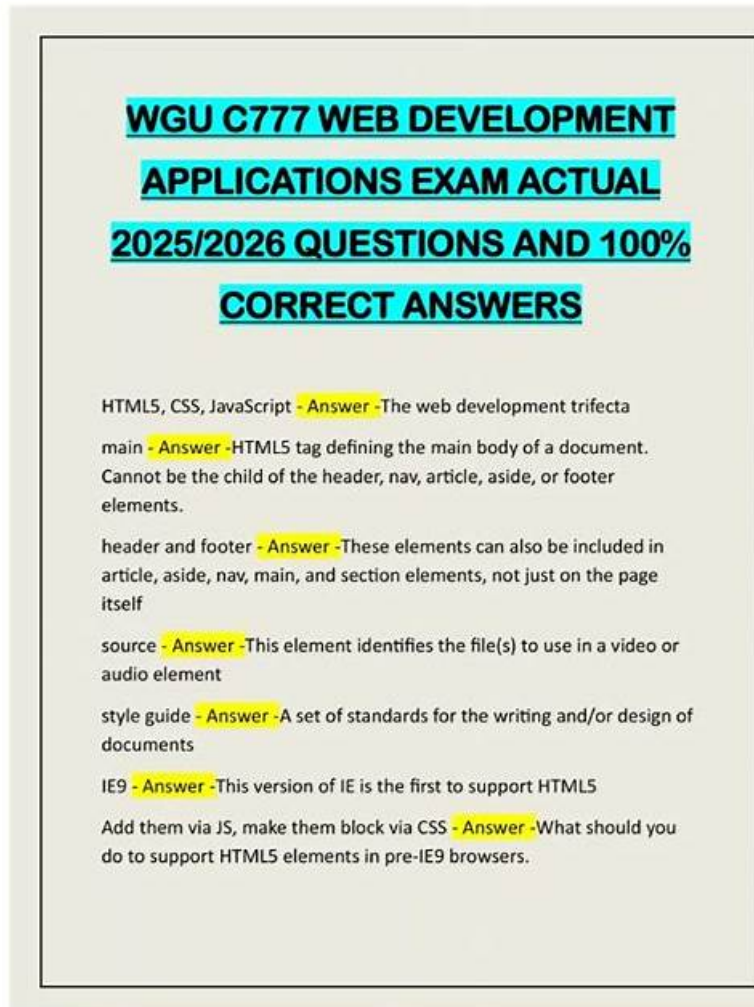 WGU C777 WEB DEVELOPMENT
APPLICATIONS EXAM ACTUAL
2025/2026 QUESTIONS AND 100%
CORRECT ANSWERS
HTML5, CSS, JavaScript - Answer -The web development trifecta
main - Answer -HTML5 tag defining the main body of a document.
Cannot be the child of the header, nav, article, aside, or footer
elements.
header and footer - Answer -These elements can also be included in
article, aside, nav, main, and section elements, not just on the page
itself
source - Answer -This element identifies the file(s) to use in a video or
audio element
style guide - Answer -A set of standards for the writing and/or design of
documents
IE9 - Answer -This version of IE is the first to support HTML5
Add them via JS, make them block via CSS - Answer -What should you
do to support HTML5 elements in pre-IE9 browsers.